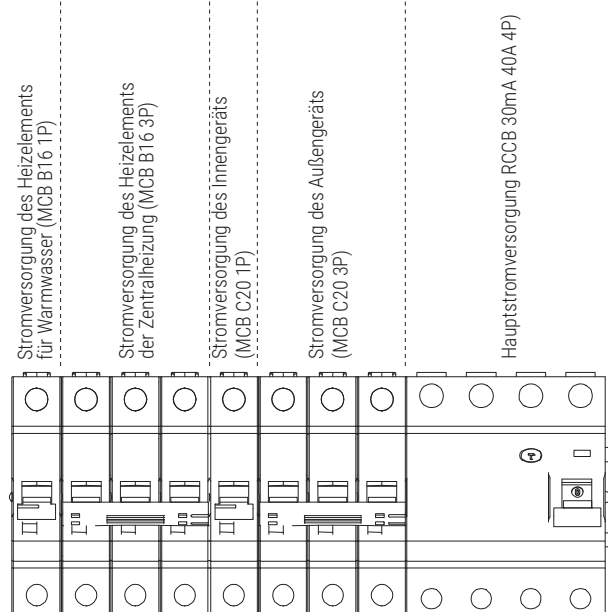 Stromversorgung des Heizelements
für Warmwasser (MCB B16 1P)
Stromversorgung des Heizelements
der Zentralheizung (MCB B16 3P)
Stromversorgung des Innengeräts
(MCB C20 1P)
Stromversorgung des Außengeräts
(MCB C20 3P)
Hauptstromversorgung RCCB 30mA 40A 4P)
T